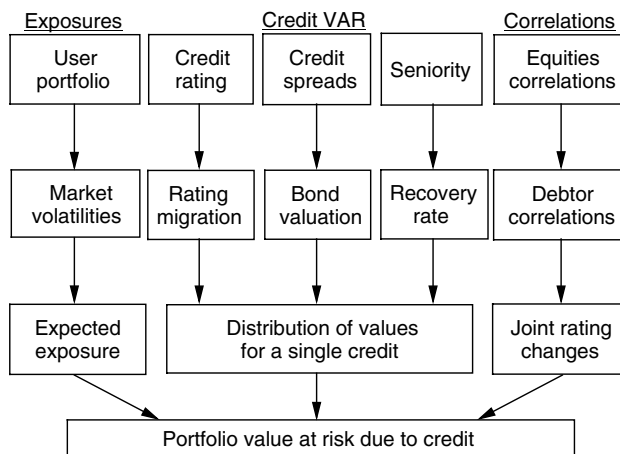 Exposures
Credit VAR
Correlations
User
portfolio
Credit
rating
Credit
spreads
Seniority
Equities
correlations
Market
volatilities
Rating
migration
Bond
valuation
Recovery
rate
Debtor
correlations
Expected
exposure
Distribution of values
for a single credit
Joint rating
changes
Portfolio value at risk due to credit